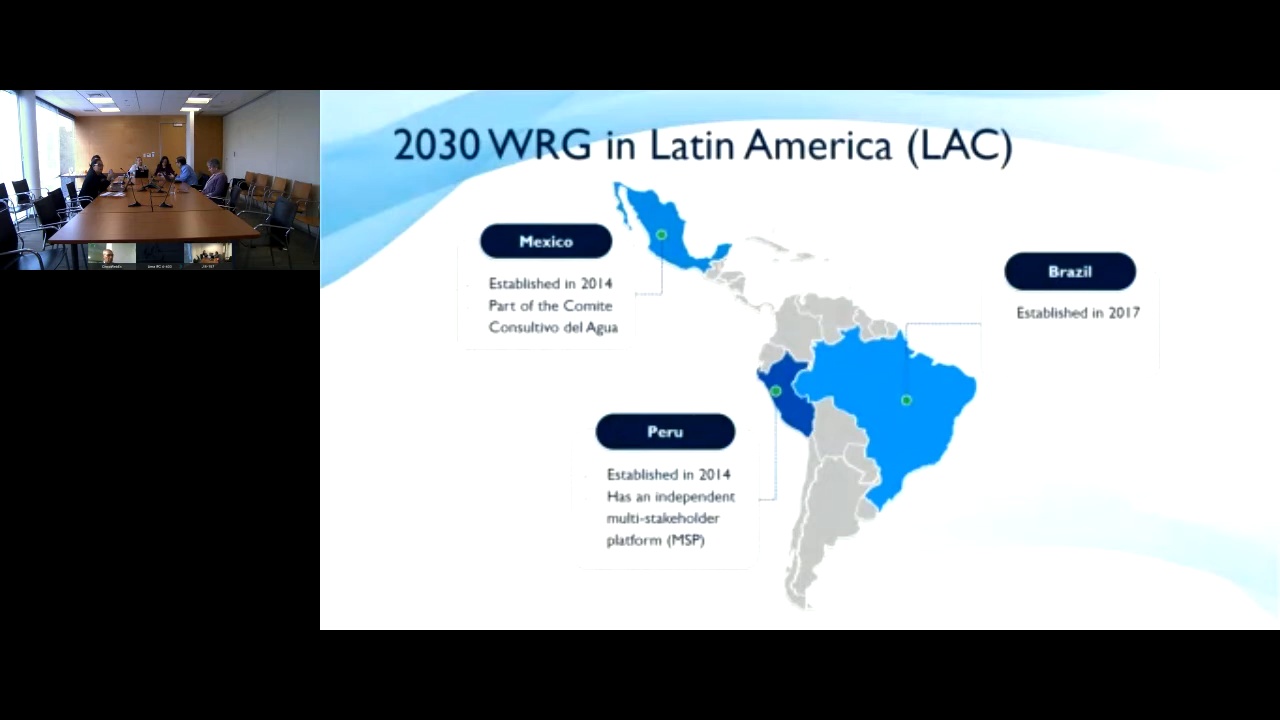 2030 WRG in Latin America (LAC)
Mexico
Established in 2014
Part of the Comite
Consultivo del Agua
Brazil
Established in 2017
Peru
Established in 2014
Has an independent
multi-stakeholder
platform (MSP)